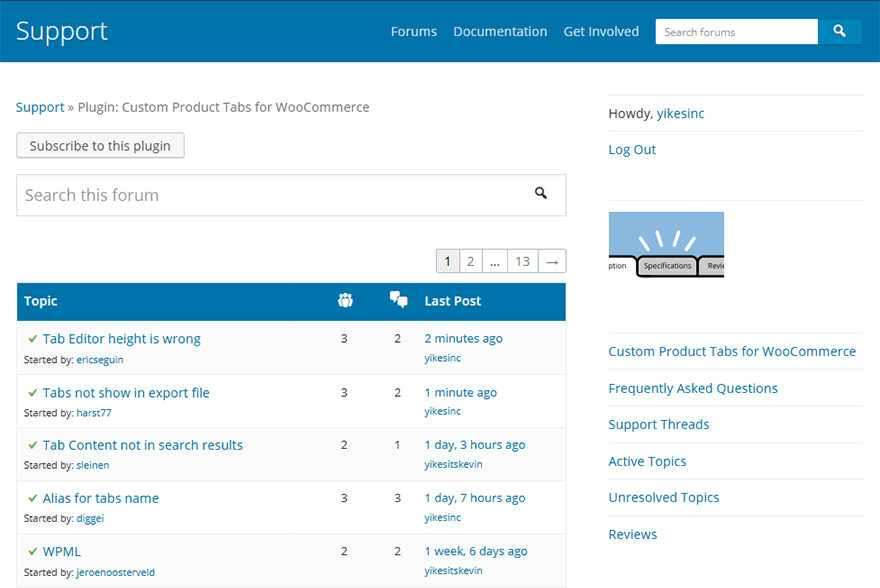 Support
Forums Documentation Get Involved Search forums
Support » Plugin: Custom Product Tabs for WooCommerce
Subscribe to this plugin
Search this forum
1 2 ... 13 →
Topic Last Post
✓ Tab Editor height is wrong 3 2 2 minutes ago
Started by: ericseguin yikesinc
✓ Tabs not show in export file 3 2 1 minute ago
Started by: harst77 yikesinc
✓ Tab Content not in search results 2 1 1 day, 3 hours ago
Started by: sleinen yikesitskevin
✓ Alias for tabs name 3 3 1 day, 7 hours ago
Started by: diggei yikesinc
✓ WPML 2 2 1 week, 6 days ago
Started by: jeroenoosterveld yikesitskevin
Howdy, yikesinc
Log Out
ption Specifications Revie
Custom Product Tabs for WooCommerce
Frequently Asked Questions
Support Threads
Active Topics
Unresolved Topics
Reviews